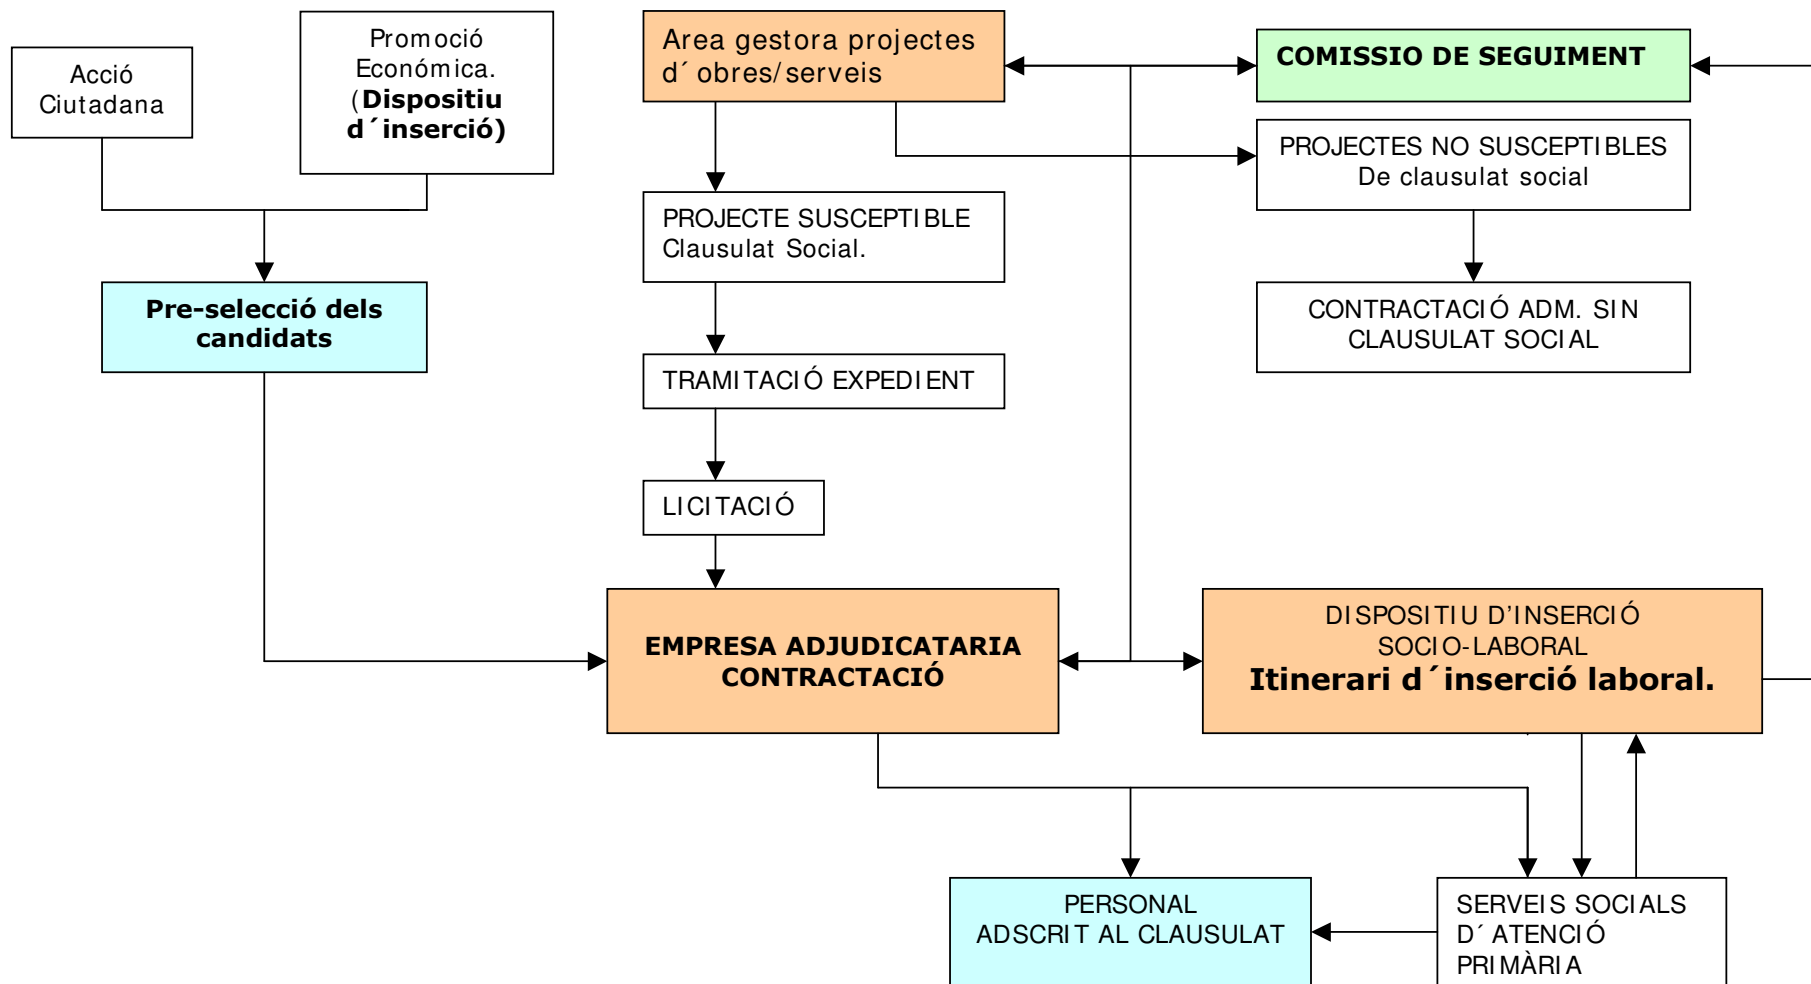 Acció
Ciutadana
Promoció
Económica.
(Dispositiu
d´inserció)
Area gestora projectes
d´obres/serveis
COMISSIO DE SEGUIMENT
PROJECTES NO SUSCEPTIBLES
De clausulat social
PROJECTE SUSCEPTIBLE
Clausulat Social.
Pre-selecció dels
candidats
CONTRACTACIÓ ADM. SIN
CLAUSULAT SOCIAL
TRAMITACIÓ EXPEDIENT
LICITACIÓ
EMPRESA ADJUDICATARIA
CONTRACTACIÓ
DISPOSITIU D’INSERCIÓ
SOCIO-LABORAL
Itinerari d´inserció laboral.
PERSONAL
ADSCRIT AL CLAUSULAT
SERVEIS SOCIALS
D´ATENCIÓ
PRIMÀRIA